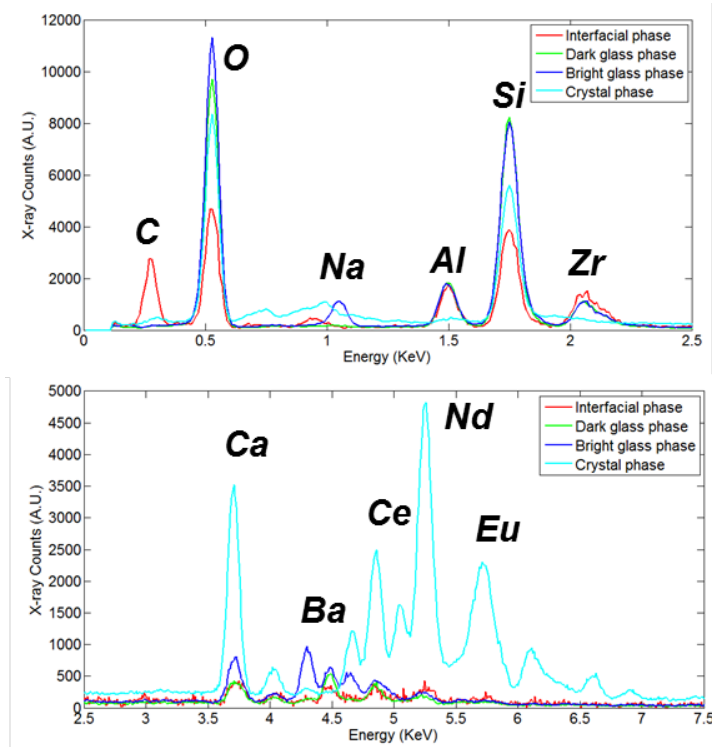 12000
10000
8000
6000
4000
2000
0
X-ray Counts (A.U.)
O
C
Na
Al
Si
Zr
Interfacial phase
Dark glass phase
Bright glass phase
Crystal phase
0 0.5 1 1.5 2 2.5
Energy (KeV)
5000
4500
4000
3500
3000
2500
2000
1500
1000
500
0
X-ray Counts (A.U.)
Ca
Ba
Ce
Nd
Eu
Interfacial phase
Dark glass phase
Bright glass phase
Crystal phase
2.5 3 3.5 4 4.5 5 5.5 6 6.5 7 7.5
Energy (KeV)